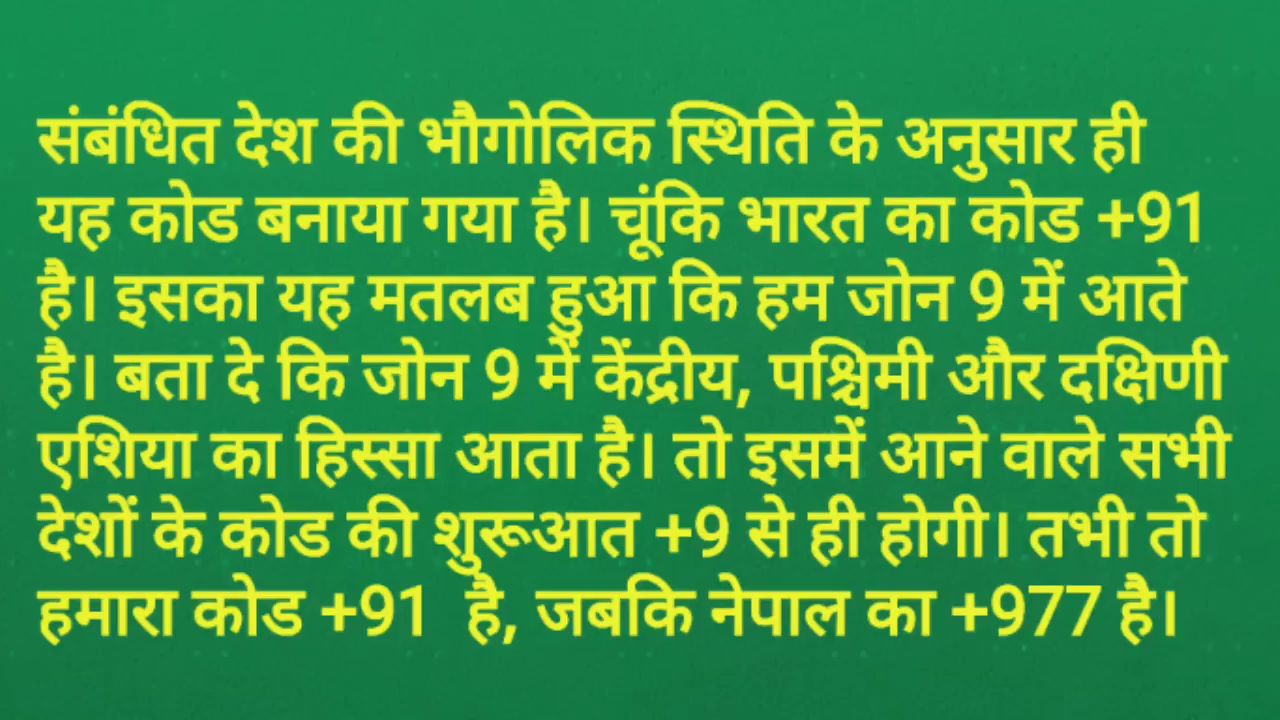 संबंधित देश की भौगोलिक स्थिति के अनुसार ही
यह कोड बनाया गया है। चूंकि भारत का कोड +91
है। इसका यह मतलब हुआ कि हम जोन 9 में आते
है। बता दे कि जोन 9 में केंद्रीय, पश्चिमी और दक्षिणी
एशिया का हिस्सा आता है। तो इसमें आने वाले सभी
देशों के कोड की शुरूआत +9 से ही होगी। तभी तो
हमारा कोड +91 है, जबकि नेपाल का +977 है।